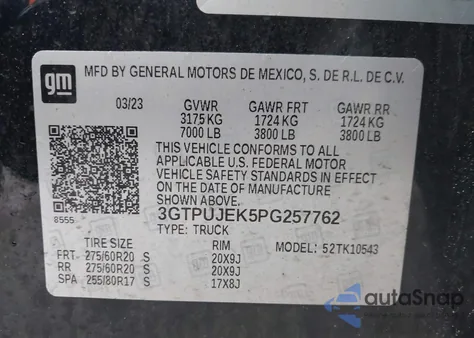 gm MFD BY GENERAL MOTORS DE MEXICO, S. DE R.L. DE C.V.
03/23 GVWR GAWR FRT GAWR RR
3175 KG 1724 KG 1724 KG
7000 LB 3800 LB 3800 LB
THIS VEHICLE CONFORMS TO ALL
APPLICABLE U.S. FEDERAL MOTOR
VEHICLE SAFETY STANDARDS IN EFFECT
ON THE DATE OF MANUFACTURE
SHOWN ABOVE.
3GTPUJEK5PG257762
8555 TYPE: TRUCK
TIRE SIZE RIM MODEL: 52TK10543
FRT 275/60R20 S 20X9J
RR 275/60R20 S 20X9J
SPA 255/80R17 S 17X8J
autoSnap